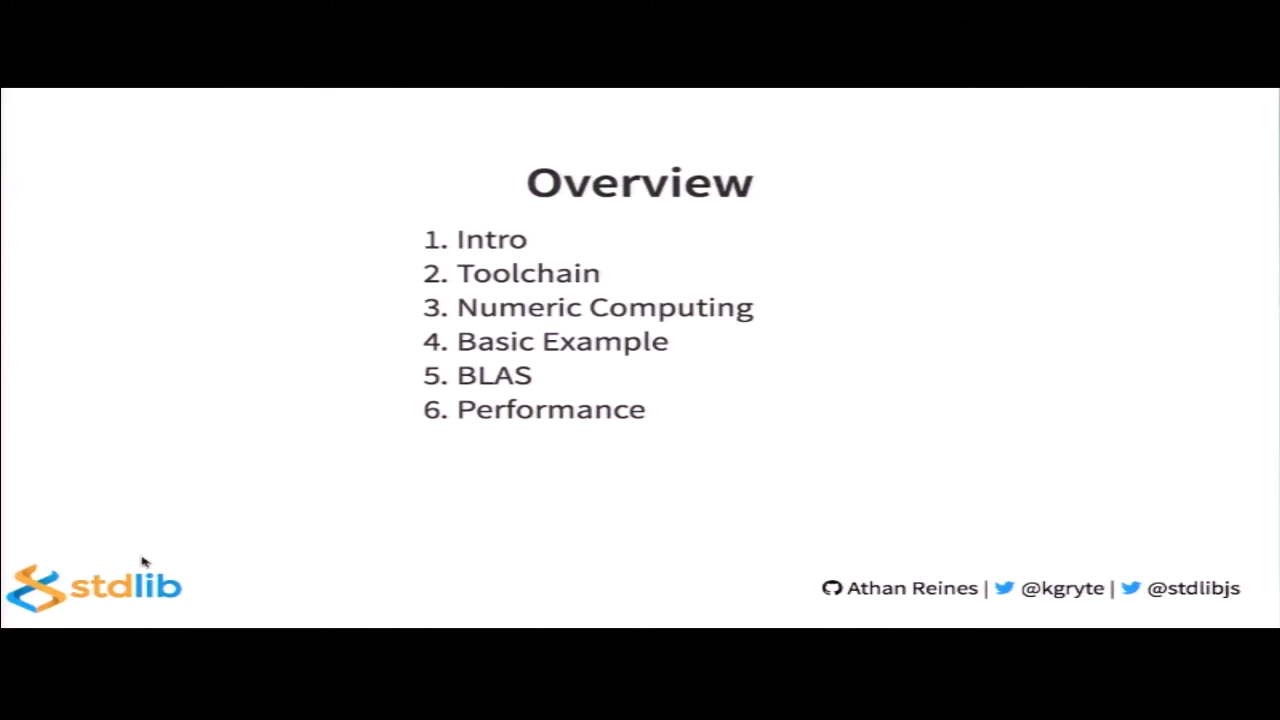 Overview
1. Intro
2. Toolchain
3. Numeric Computing
4. Basic Example
5. BLAS
6. Performance
stdlib
Athan Reines | @kgryte | @stdlibjs